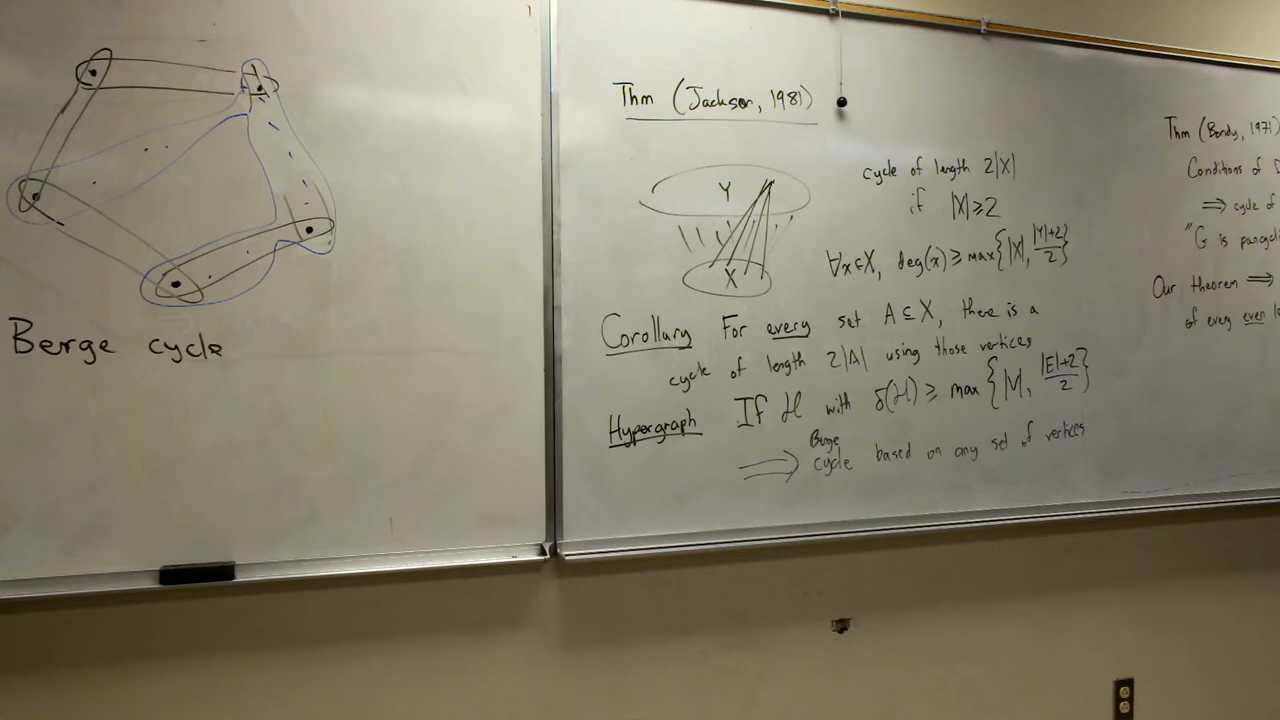 Berge cycle
Thm (Jackson, 1981)
Y
X
cycle of length 2|X|
if |X| ≥ 2
∀x∈X, deg(x) ≥ max{|X|, |Y|+2/2}
Corollary For every set A ⊆ X, there is a
cycle of length 2|A| using those vertices
Hypergraph If H with δ(H) ≥ max{|V|, |E|+2/2}
⟹ Berge cycle based on any set of vertices
Thm (Bondy, 1971)
Conditions of
⟹ cycle of
"G is
Our theorem ⟹
of every even